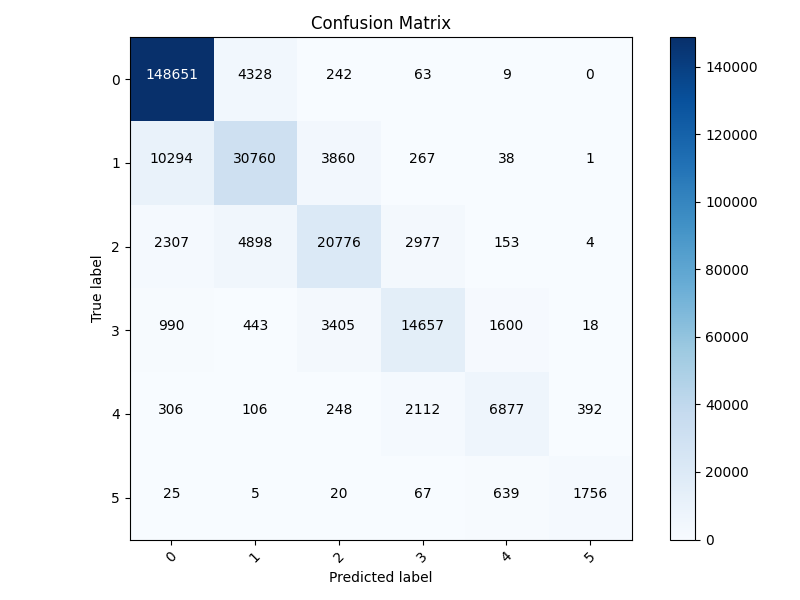 Confusion Matrix
0 148651 4328 242 63 9 0
1 10294 30760 3860 267 38 1
2 2307 4898 20776 2977 153 4
3 990 443 3405 14657 1600 18
4 306 106 248 2112 6877 392
5 25 5 20 67 639 1756
0 1 2 3 4 5
Predicted label
True label
140000
120000
100000
80000
60000
40000
20000
0